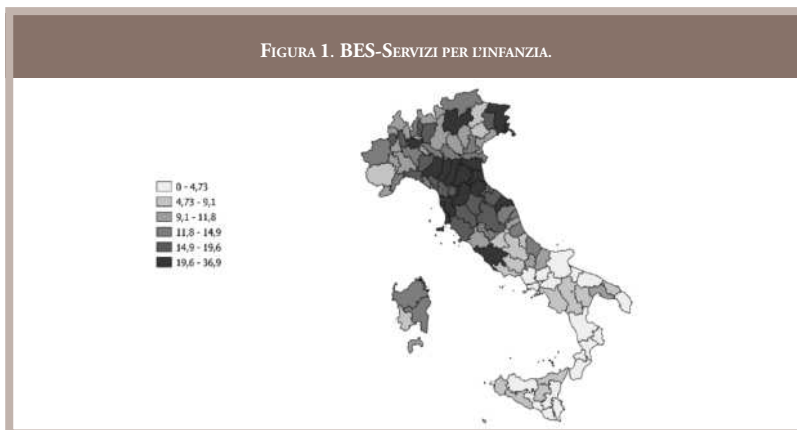 FIGURA 1. BES-SERVIZI PER L'INFANZIA.
0 - 4,73
4,73 - 9,1
9,1 - 11,8
11,8 - 14,9
14,9 - 19,6
19,6 - 36,9